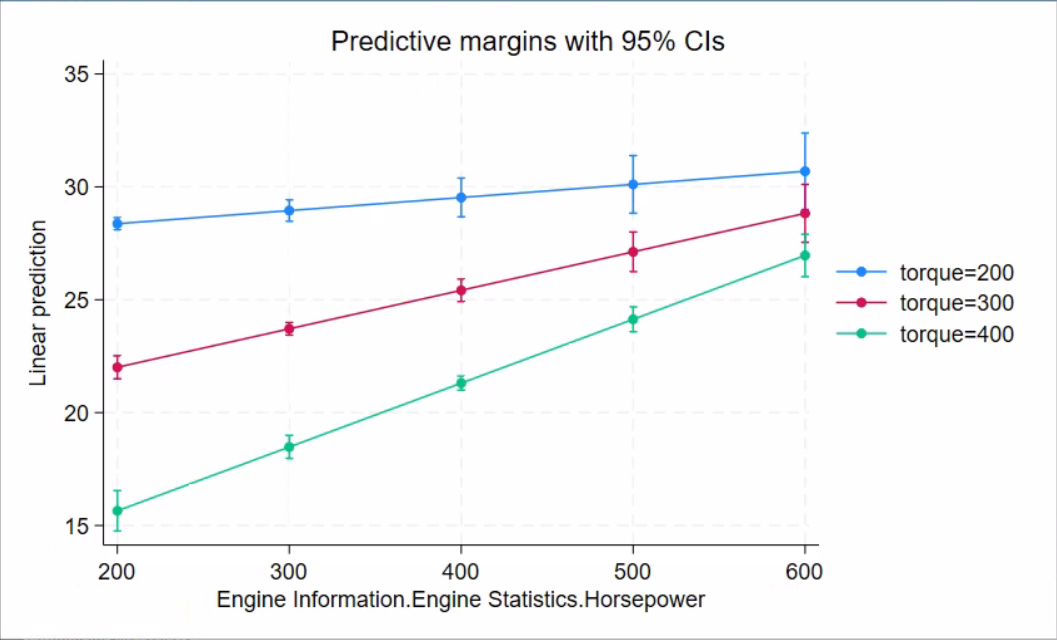 Predictive margins with 95% CIs
35
30
25
20
15
Linear prediction
200 300 400 500 600
Engine Information.Engine Statistics.Horsepower
torque=200
torque=300
torque=400